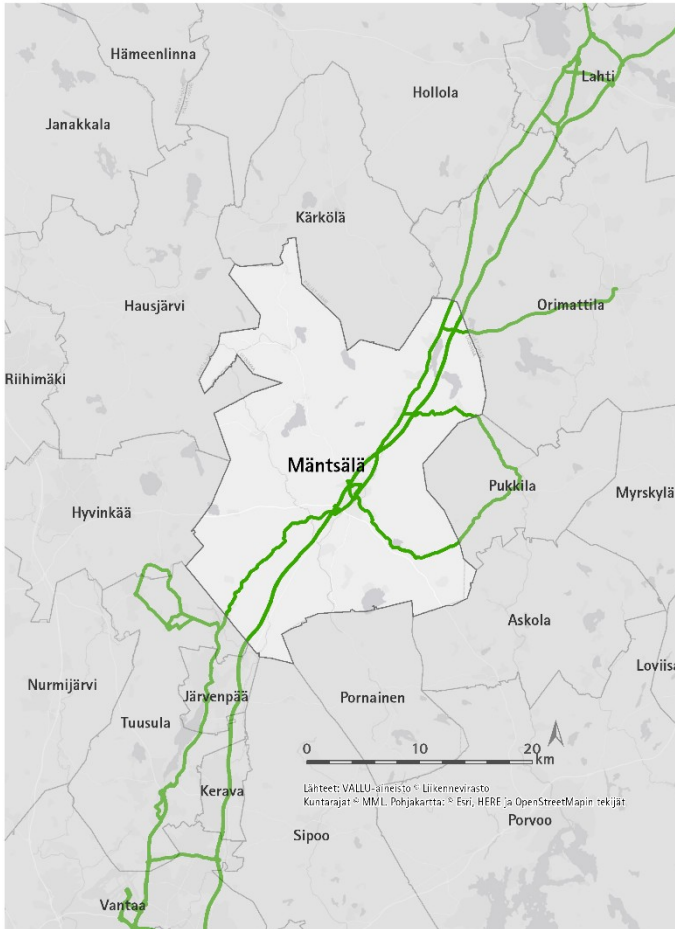 Hämeenlinna
Lahti
Hollola
Janakkala
Kärkölä
Hausjärvi
Orimattila
Riihimäki
Mäntsälä
Pukkila
Myrskylä
Hyvinkää
Askola
Loviisa
Nurmijärvi
Järvenpää
Pornainen
Tuusula
0 10 20
km
Kerava
Lähteet: VALLU-aineisto © Liikennevirasto
Kuntarajat © MML. Pohjakartta: © Esri, HERE ja OpenStreetMapin tekijät
Sipoo
Porvoo
Vantaa